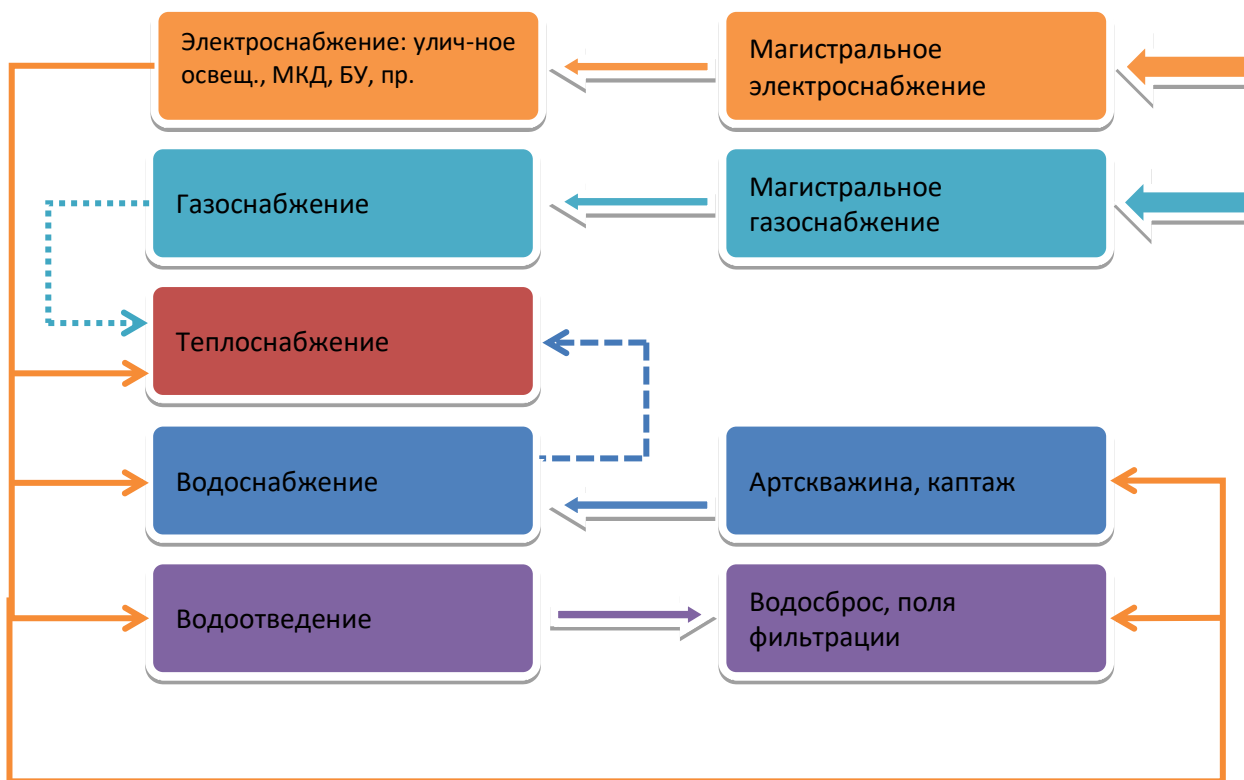 Электроснабжение: улич-ное
освещ., МКД, БУ, пр.
Магистральное
электроснабжение
Газоснабжение
Магистральное
газоснабжение
Теплоснабжение
Водоснабжение
Артскважина, каптаж
Водоотведение
Водосброс, поля
фильтрации